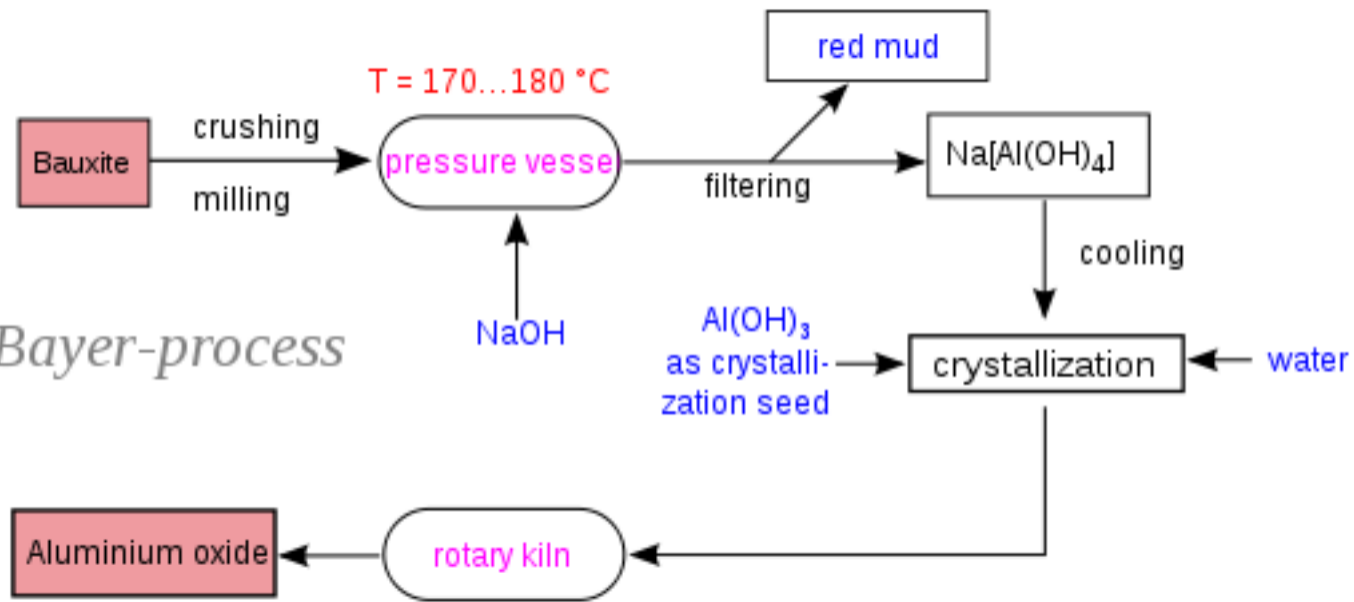 red mud
T = 170...180 °C
crushing
Bauxite
pressure vesse
Na[Al(OH)₄]
milling
filtering
cooling
NaOH
Bayer-process
Al(OH)₃
as crystalli-
zation seed
crystallization
water
Aluminium oxide
rotary kiln